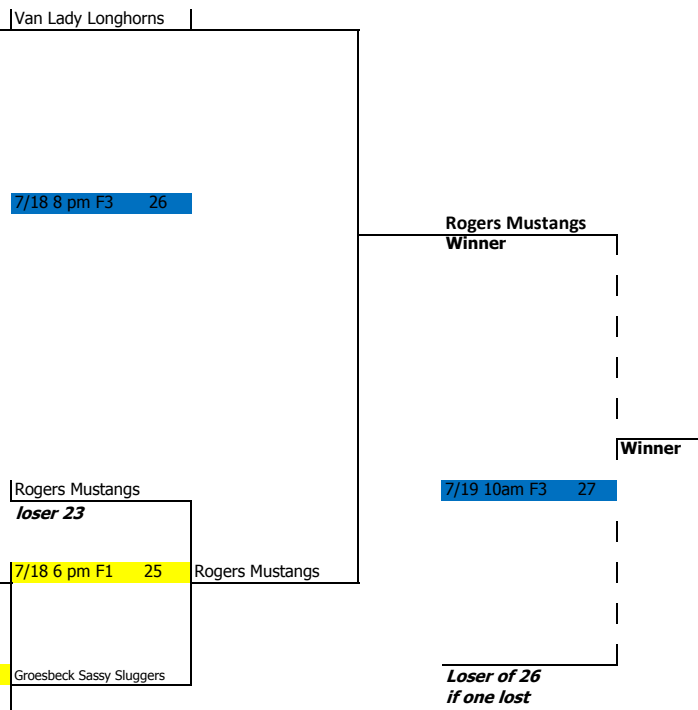 Van Lady Longhorns
7/18 8 pm F3 26
Rogers Mustangs
Winner
Winner
Rogers Mustangs
loser 23
7/19 10am F3 27
7/18 6 pm F1 25
Rogers Mustangs
Groesbeck Sassy Sluggers
Loser of 26
if one lost